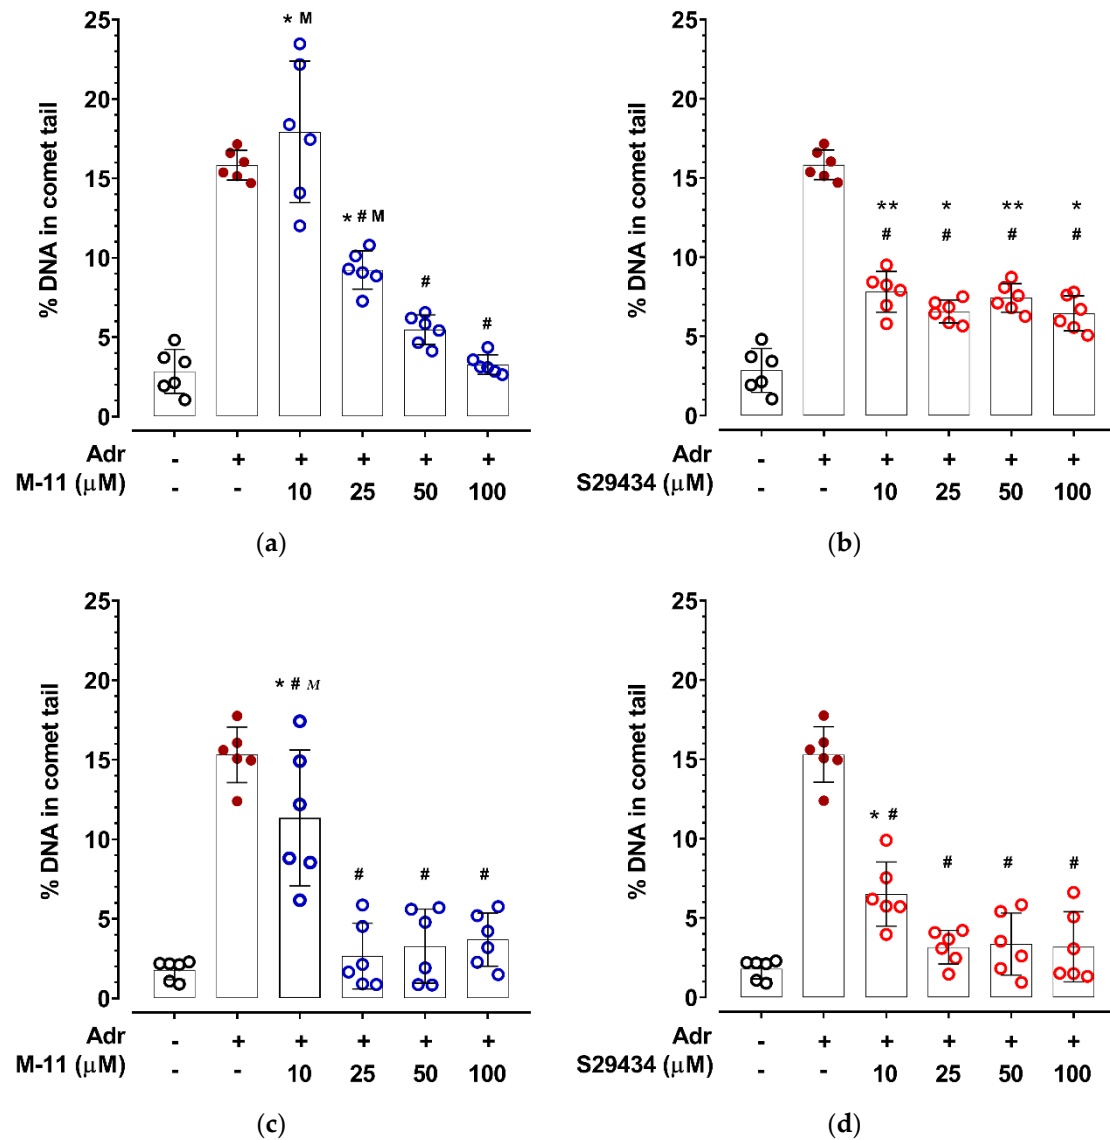 25
20
15
10
5
0
% DNA in comet tail
* M
* # M
#
#
Adr - + + + + +
M-11 (μM) - - 10 25 50 100
(a)
25
20
15
10
5
0
% DNA in comet tail
** * ** *
# # # #
Adr - + + + + +
S29434 (μM) - - 10 25 50 100
(b)
25
20
15
10
5
0
% DNA in comet tail
* # M
# # #
Adr - + + + + +
M-11 (μM) - - 10 25 50 100
(c)
25
20
15
10
5
0
% DNA in comet tail
* #
# # #
Adr - + + + + +
S29434 (μM) - - 10 25 50 100
(d)